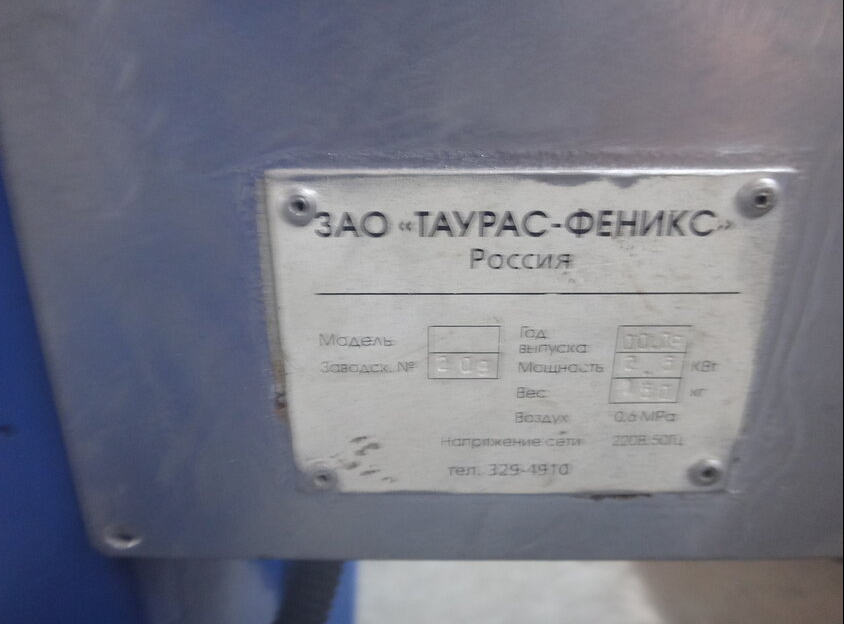 ЗАО «ТАУРАС-ФЕНИКС»
Россия
Модель
Год выпуска
Заводск. №
Мощность КВт
Вес кг
Воздух 0,6 МРа
Напряжение сети 220В 50Гц
тел. 329-4910